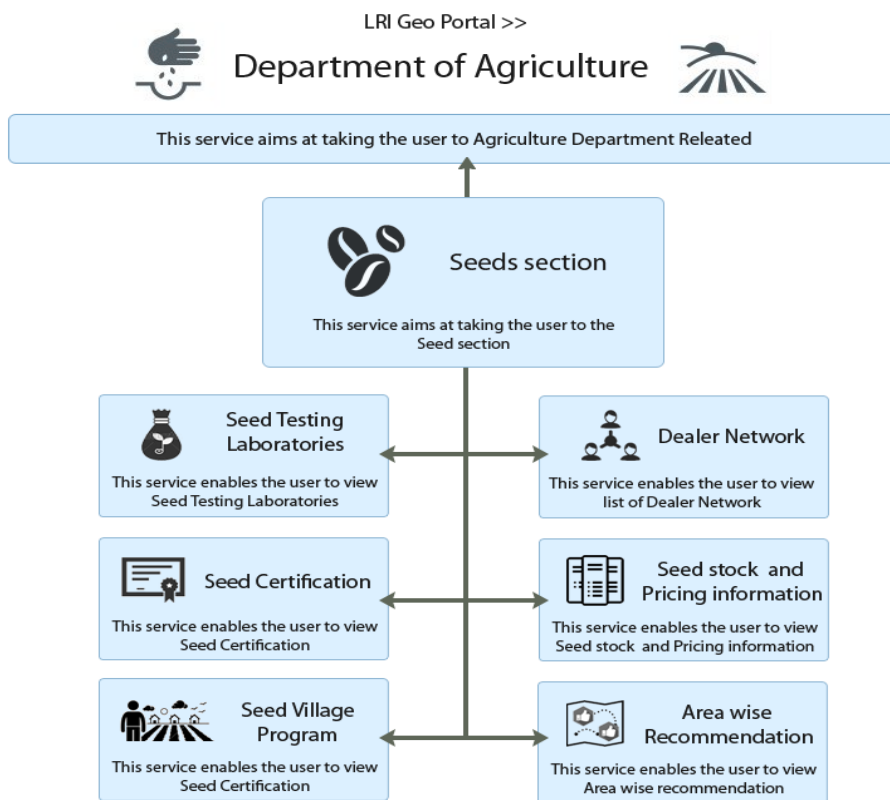 LRI Geo Portal >>
Department of Agriculture
This service aims at taking the user to Agriculture Department Releated
Seeds section
This service aims at taking the user to the
Seed section
Seed Testing
Laboratories
This service enables the user to view
Seed Testing Laboratories
Dealer Network
This service enables the user to view
list of Dealer Network
Seed Certification
This service enables the user to view
Seed Certification
Seed stock and
Pricing information
This service enables the user to view
Seed stock and Pricing information
Seed Village
Program
This service enables the user to view
Seed Certification
Area wise
Recommendation
This service enables the user to view
Area wise recommendation